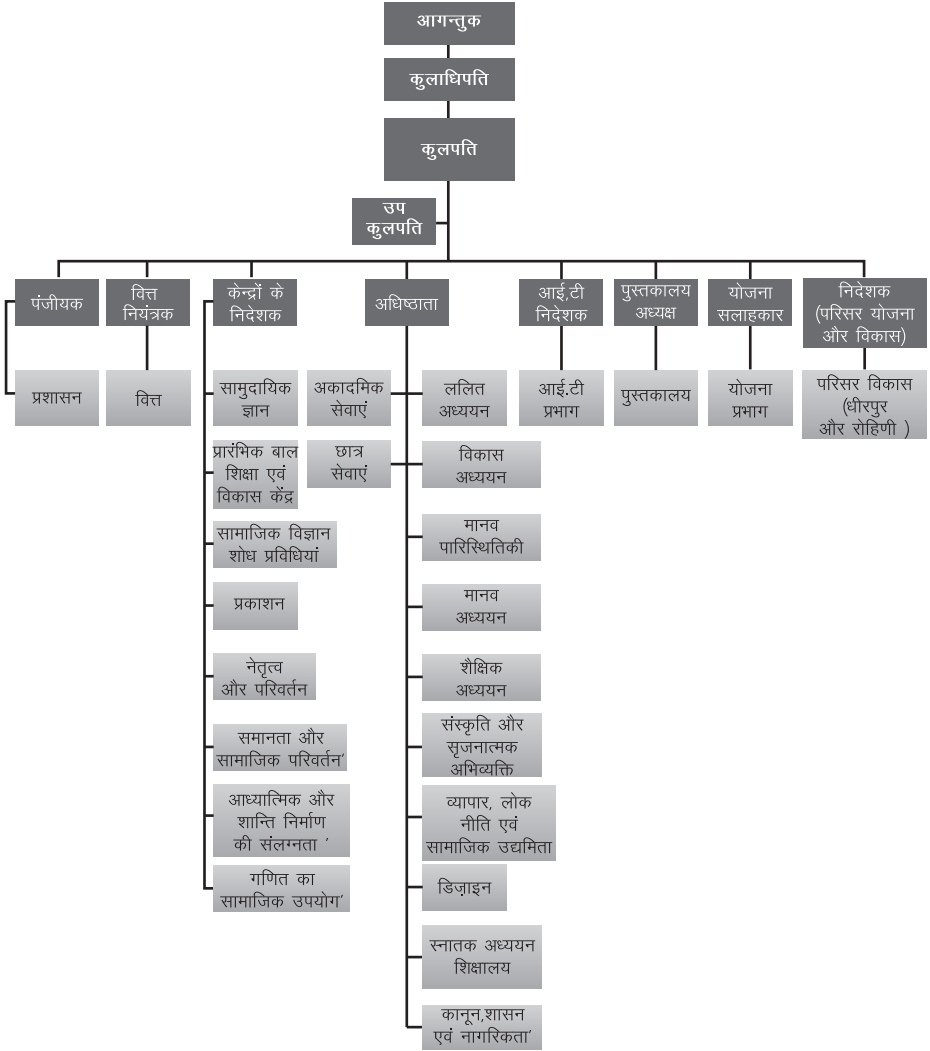 आगन्तुक
कुलाधिपति
कुलपति
उप
कुलपति
पंजीयक
वित्त
नियंत्रक
केन्द्रों के
निदेशक
अधिष्ठाता
आई,टी
निदेशक
पुस्तकालय
अध्यक्ष
योजना
सलाहकार
निदेशक
(परिसर योजना
और विकास)
प्रशासन
वित्त
सामुदायिक
ज्ञान
अकादमिक
सेवाएं
ललित
अध्ययन
आई.टी
प्रभाग
पुस्तकालय
योजना
प्रभाग
परिसर विकास
(धीरपुर
और रोहिणी )
प्रारंभिक बाल
शिक्षा एवं
विकास केंद्र
छात्र
सेवाएं
विकास
अध्ययन
सामाजिक विज्ञान
शोध प्रविधियां
मानव
पारिस्थितिकी
प्रकाशन
मानव
अध्ययन
नेतृत्व
और परिवर्तन
शैक्षिक
अध्ययन
समानता और
सामाजिक परिवर्तन’
संस्कृति और
सृजनात्मक
अभिव्यक्ति
आध्यात्मिक और
शान्ति निर्माण
की संलग्नता ’
व्यापार, लोक
नीति एवं
सामाजिक उद्यमिता
गणित का
सामाजिक उपयोग’
डिज़ाइन
स्नातक अध्ययन
शिक्षालय
कानून,शासन
एवं नागरिकता’